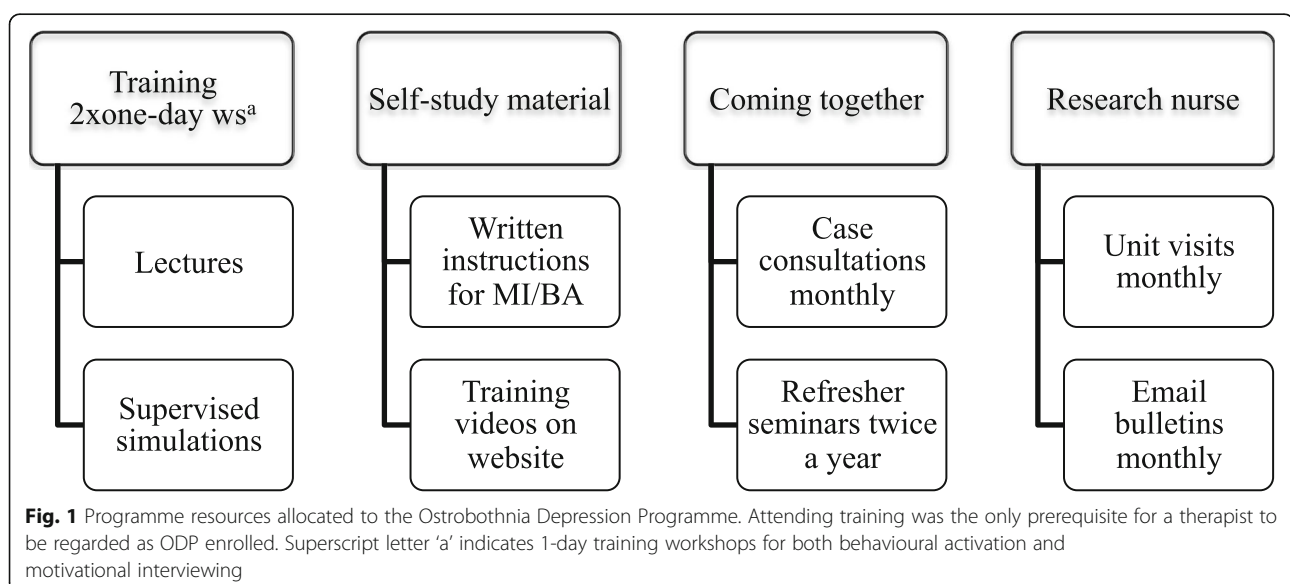 Training
2xone-day wsa
Lectures
Supervised
simulations
Self-study material
Written
instructions
for MI/BA
Training
videos on
website
Coming together
Case
consultations
monthly
Refresher
seminars twice
a year
Research nurse
Unit visits
monthly
Email
bulletins
monthly
Fig. 1 Programme resources allocated to the Ostrobothnia Depression Programme. Attending training was the only prerequisite for a therapist to
be regarded as ODP enrolled. Superscript letter ‘a’ indicates 1-day training workshops for both behavioural activation and
motivational interviewing